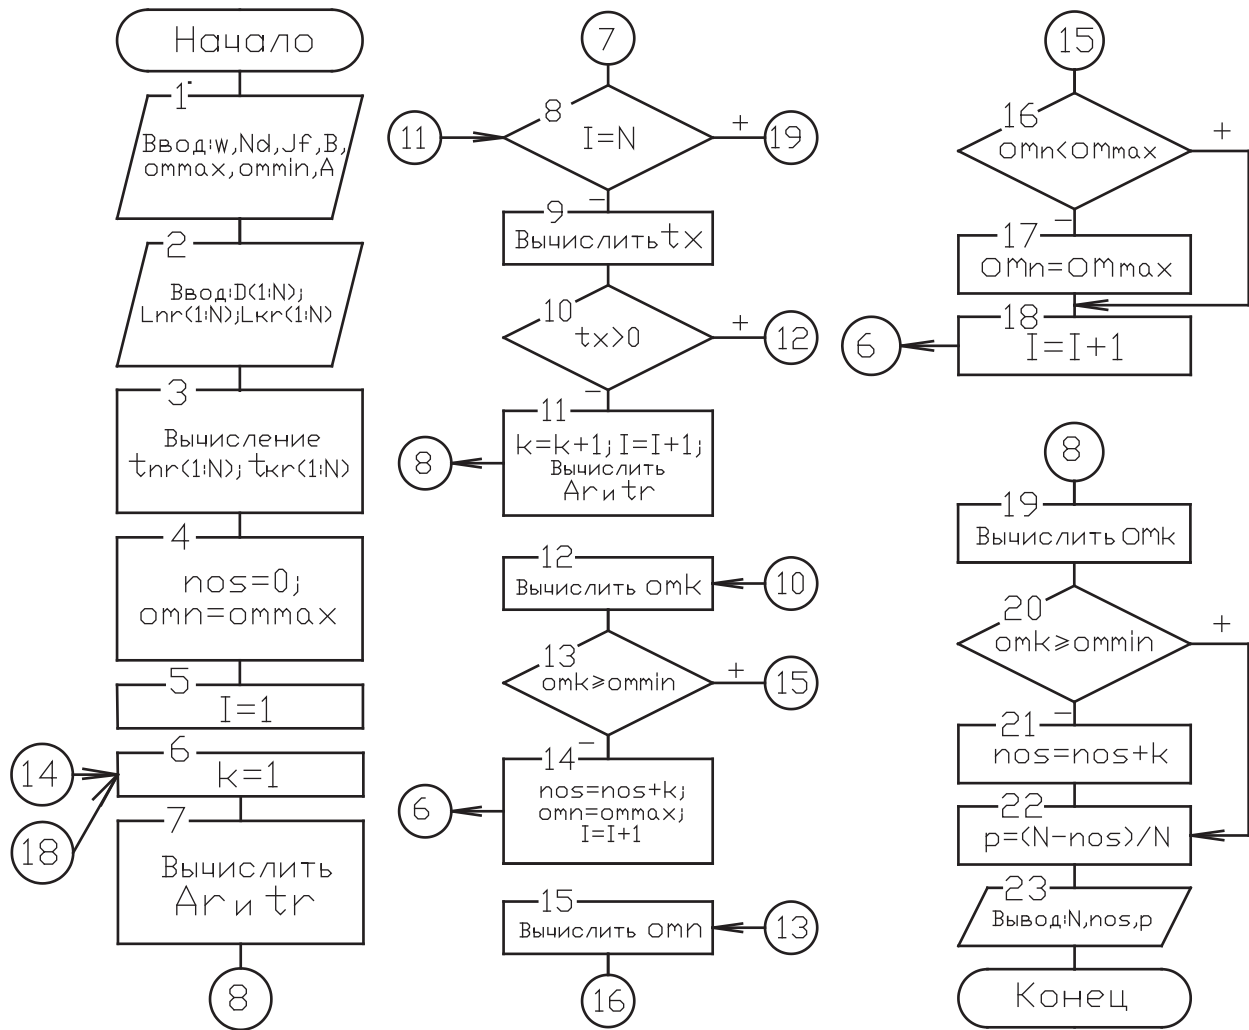 Начало
1
Ввод:w,Nd,Jf,B,
ommax,ommin,A
2
Ввод:D(1:N);
Lnr(1:N);Lкr(1:N)
3
Вычисление
tnr(1:N); tкr(1:N)
4
nos=0;
omn=ommax
5
I=1
14
6
k=1
18
7
Вычислить
Ar и tr
8
7
11
8
I=N
+
19
−
9
Вычислить tx
10
tx>0
+
12
−
11
k=k+1; I=I+1;
Вычислить
Ar и tr
8
12
Вычислить omk
10
13
omk≥ommin
+
15
−
14
nos=nos+k;
omn=ommax;
I=I+1
6
15
Вычислить omn
13
16
15
16
omn<ommax
+
−
17
omn=ommax
18
I=I+1
6
8
19
Вычислить omk
20
omk≥ommin
+
−
21
nos=nos+k
22
p=(N-nos)/N
23
Вывод:N,nos,p
Конец